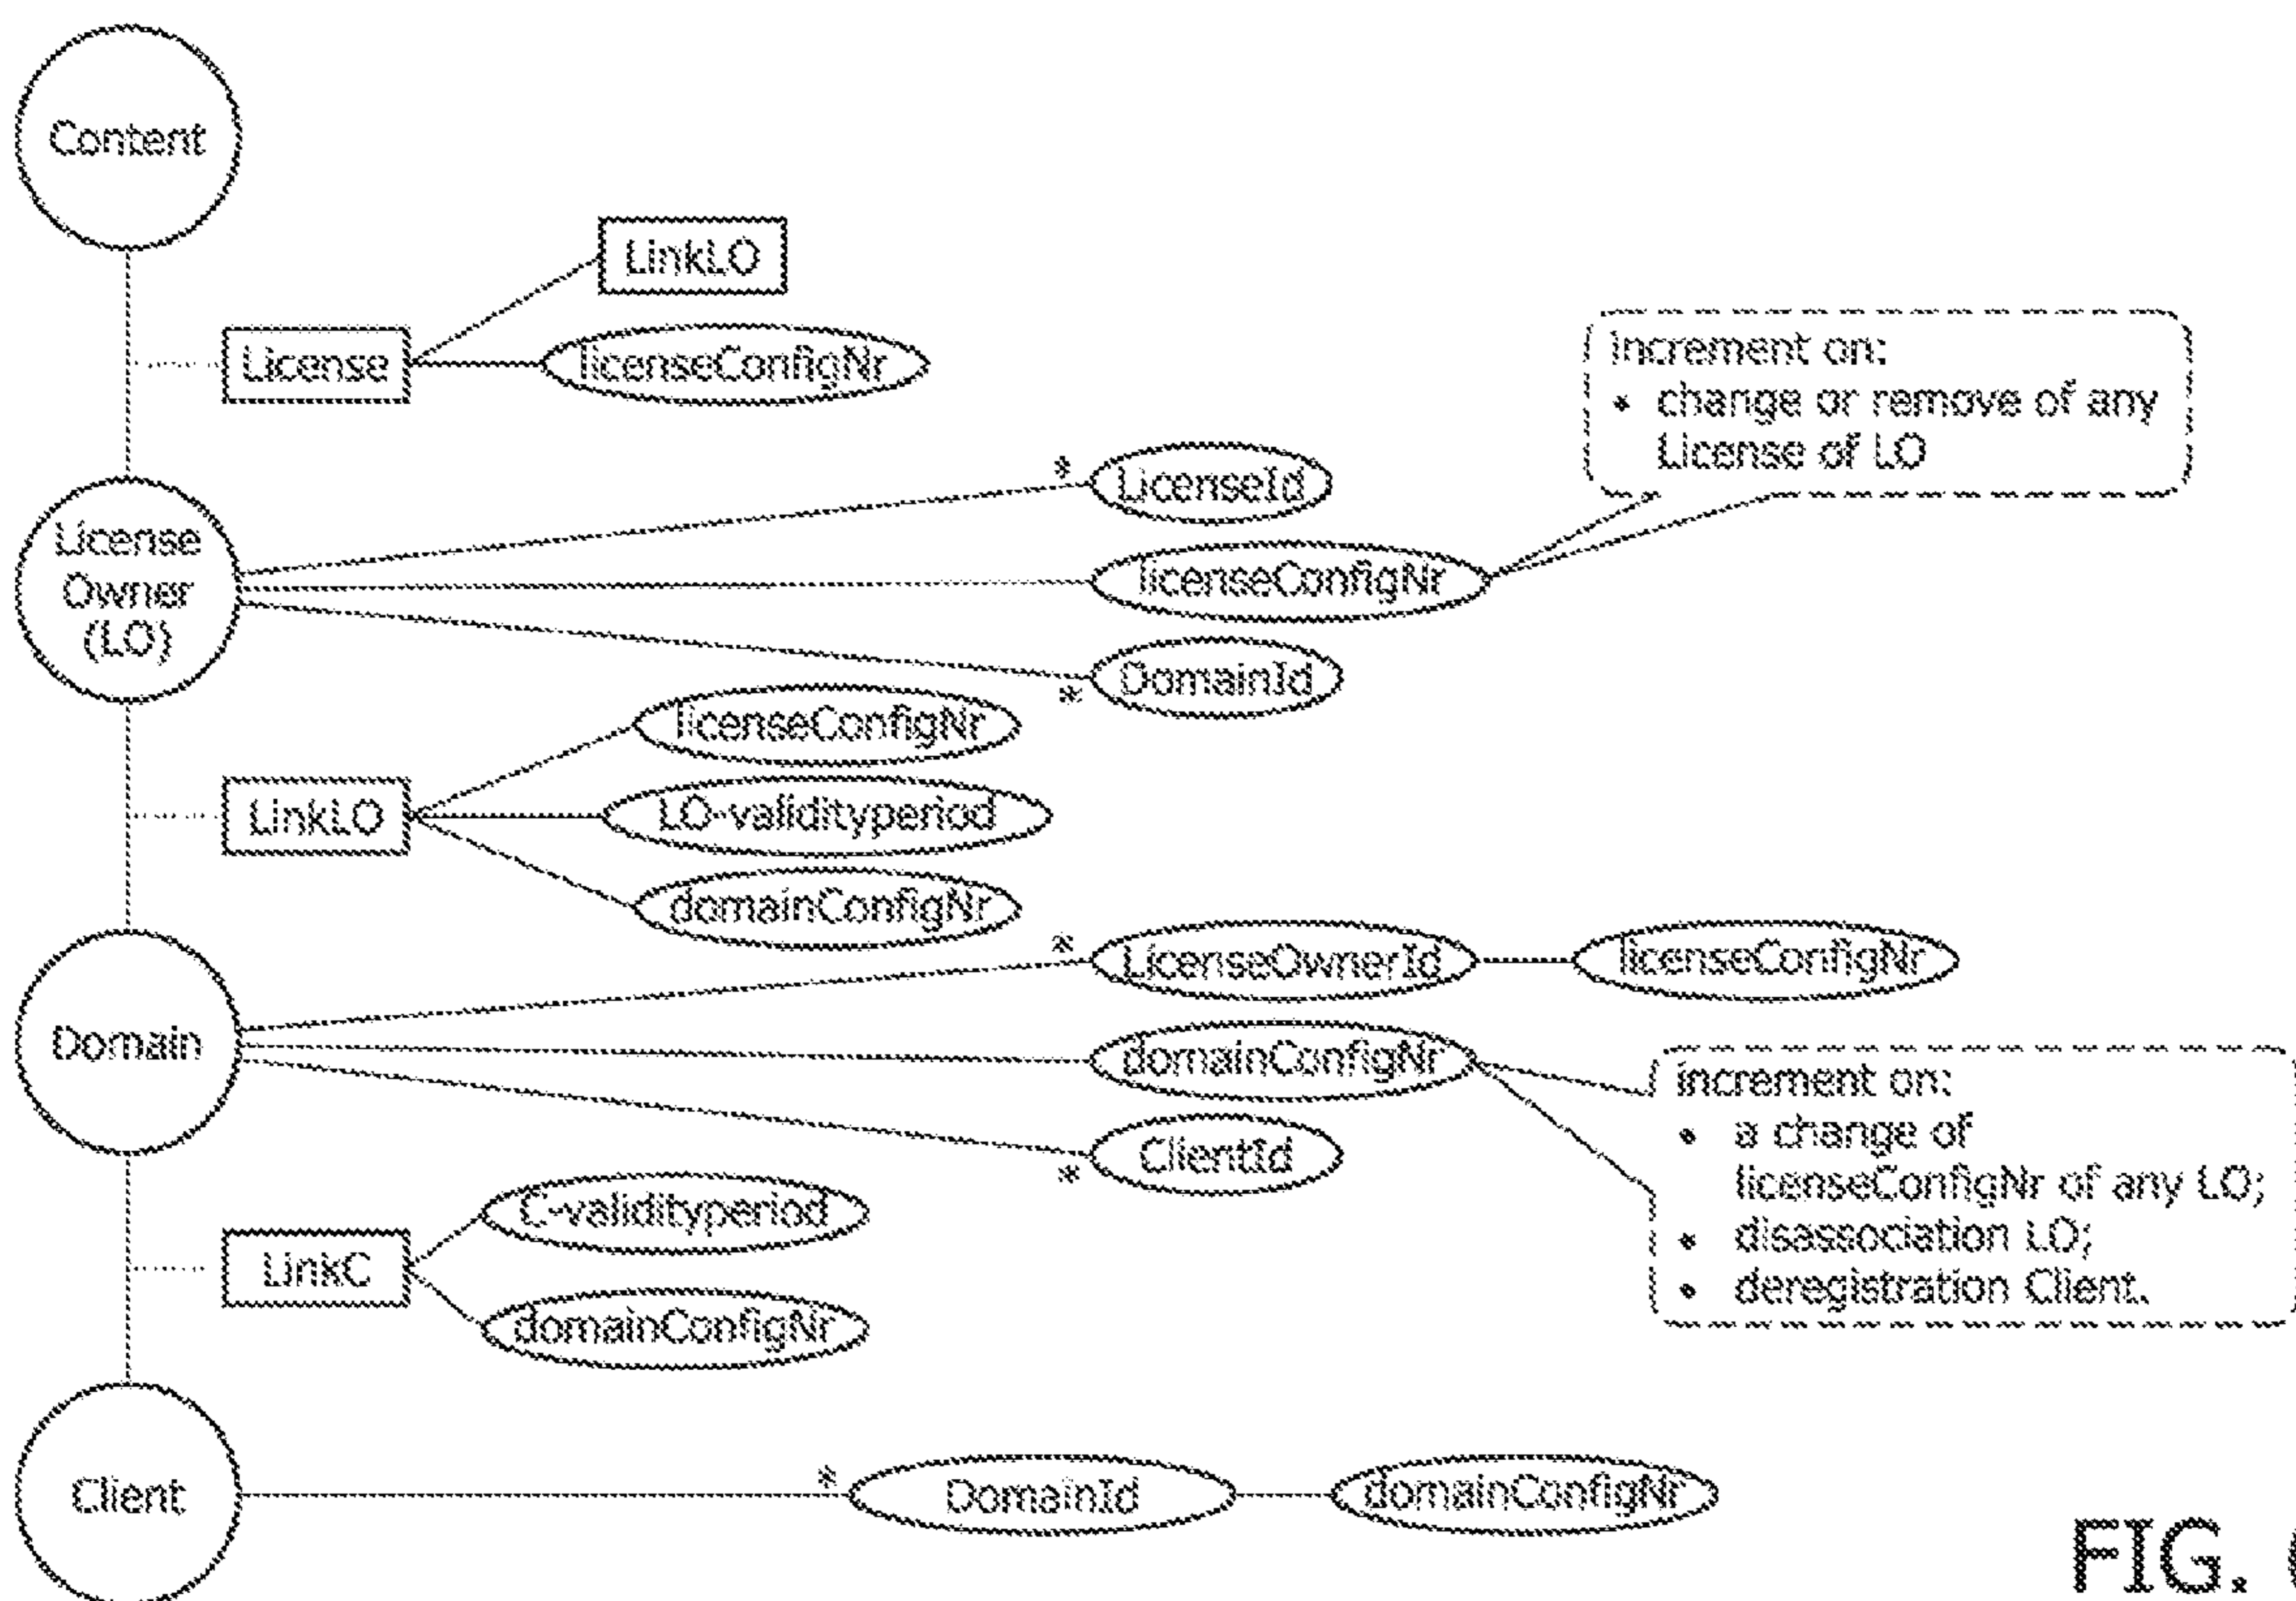 Content
LinkLO
License
licenseConfigNr
increment on:
* change or remove of any
License of LO
* LicenseId
License
Owner
(LO)
licenseConfigNr
* DomainId
licenseConfigNr
LinkLO
LO-validityperiod
domainConfigNr
* LicenseOwnerId
licenseConfigNr
Domain
domainConfigNr
increment on:
• a change of
licenseConfigNr of any LO;
* disassociation LO;
• deregistration Client.
* ClientId
C-validityperiod
LinkC
domainConfigNr
Client
* DomainId
domainConfigNr
FIG.